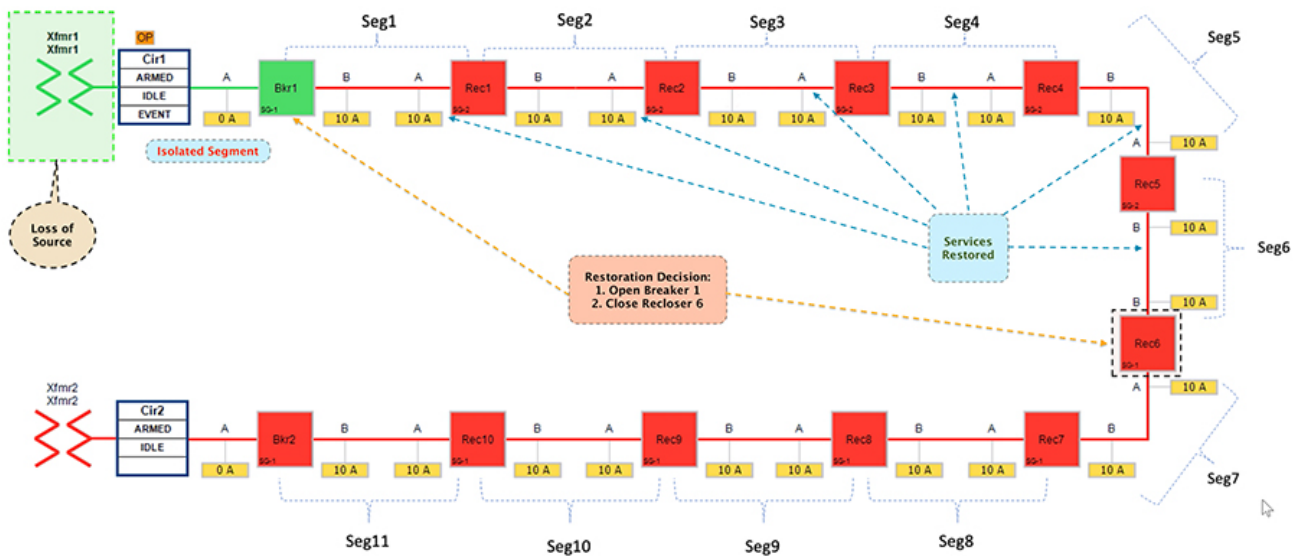 Seg1
Seg2
Seg3
Seg4
Seg5
Xfmr1
Xfmr1
OP
Cir1
ARMED
IDLE
EVENT
A
Bkr1
SG-1
B
A
Rec1
SG-2
B
A
Rec2
SG-2
B
A
Rec3
SG-2
B
A
Rec4
SG-2
B
0 A
10 A
10 A
10 A
10 A
10 A
10 A
10 A
10 A
10 A
Isolated Segment
A
10 A
Rec5
SG-2
Loss of
Source
B
10 A
Services
Restored
Seg6
Restoration Decision:
1. Open Breaker 1
2. Close Recloser 6
B
10 A
Rec6
SG-1
A
10 A
Xfmr2
Xfmr2
Cir2
ARMED
IDLE
A
Bkr2
SG-1
B
A
Rec10
SG-1
B
A
Rec9
SG-1
B
A
Rec8
SG-1
B
A
Rec7
SG-1
B
0 A
10 A
10 A
10 A
10 A
10 A
10 A
10 A
10 A
10 A
Seg7
Seg11
Seg10
Seg9
Seg8